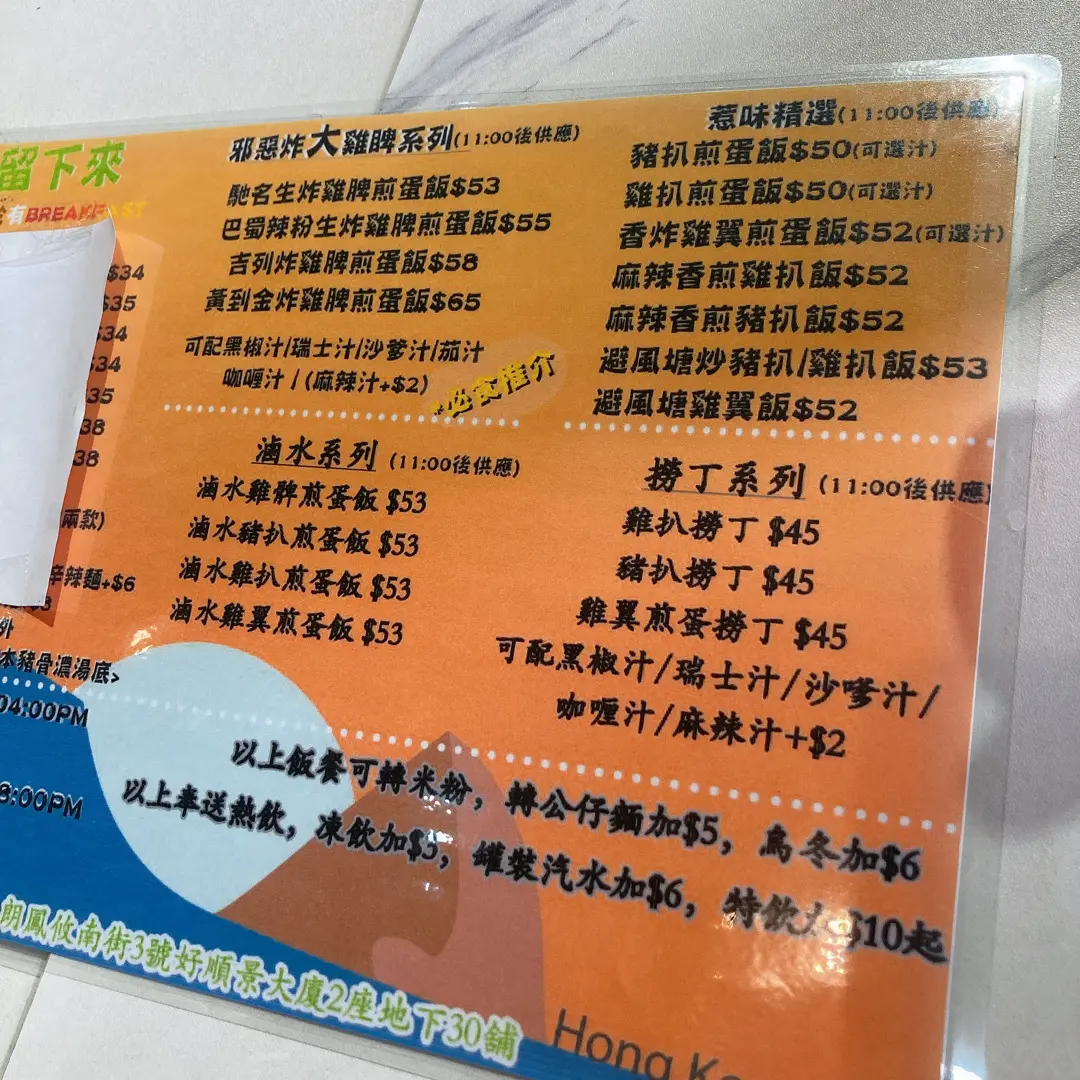 留下來
有BREAKFAST
$34
$35
$34
$34
35
38
38
兩款)
辛辣麵+$6
外
本豬骨濃湯底>
04:00PM
8:00PM
邪惡炸大雞脾系列(11:00後供應)
馳名生炸雞脾煎蛋飯$53
巴蜀辣粉生炸雞脾煎蛋飯$55
吉列炸雞脾煎蛋飯$58
黃到金炸雞脾煎蛋飯$65
可配黑椒汁/瑞士汁/沙爹汁/茄汁
咖喱汁/(麻辣汁+$2)
必食推介
滷水系列 (11:00後供應)
滷水雞髀煎蛋飯 $53
滷水豬扒煎蛋飯 $53
滷水雞扒煎蛋飯 $53
滷水雞翼煎蛋飯 $53
惹味精選(11:00後供應)
豬扒煎蛋飯$50(可選汁)
雞扒煎蛋飯$50(可選汁)
香炸雞翼煎蛋飯$52(可選汁)
麻辣香煎雞扒飯$52
麻辣香煎豬扒飯$52
避風塘炒豬扒/雞扒飯$53
避風塘雞翼飯$52
撈丁系列 (11:00後供應)
雞扒撈丁 $45
豬扒撈丁 $45
雞翼煎蛋撈丁 $45
可配黑椒汁/瑞士汁/沙嗲汁/
咖喱汁/麻辣汁+$2
以上飯餐可轉米粉，轉公仔麵加$5，烏冬加$6
以上奉送熱飲，凍飲加$3，罐裝汽水加$6，特飲加$10起
朗鳳攸南街3號好順景大廈2座地下30舖
Hong